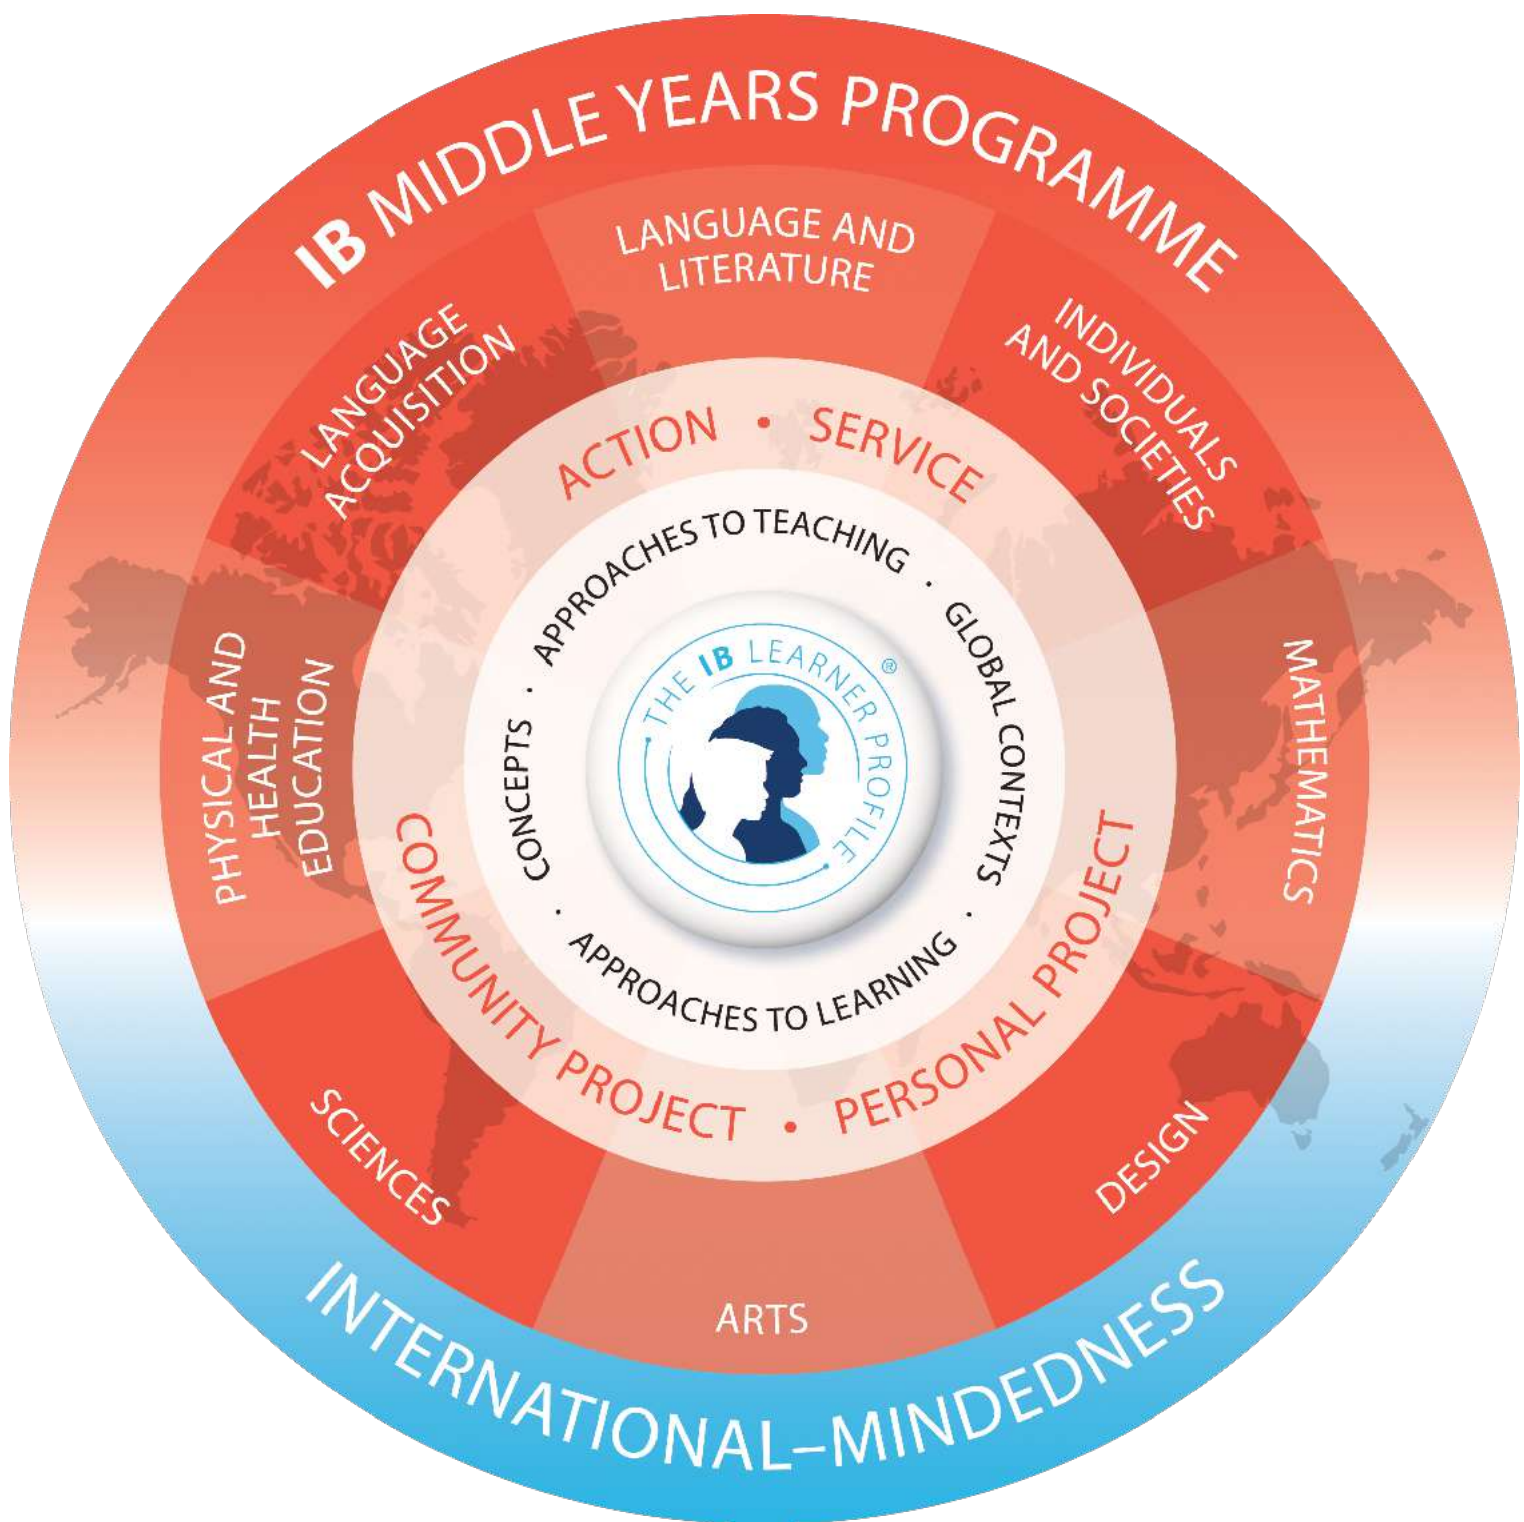 IB MIDDLE YEARS PROGRAMME
LANGUAGE AND
LITERATURE
INDIVIDUALS
AND SOCIETIES
MATHEMATICS
DESIGN
ARTS
SCIENCES
PHYSICAL AND
HEALTH
EDUCATION
LANGUAGE
ACQUISITION
ACTION • SERVICE
COMMUNITY PROJECT • PERSONAL PROJECT
APPROACHES TO TEACHING ·
GLOBAL CONTEXTS ·
APPROACHES TO LEARNING ·
CONCEPTS ·
THE IB LEARNER PROFILE ®
INTERNATIONAL–MINDEDNESS